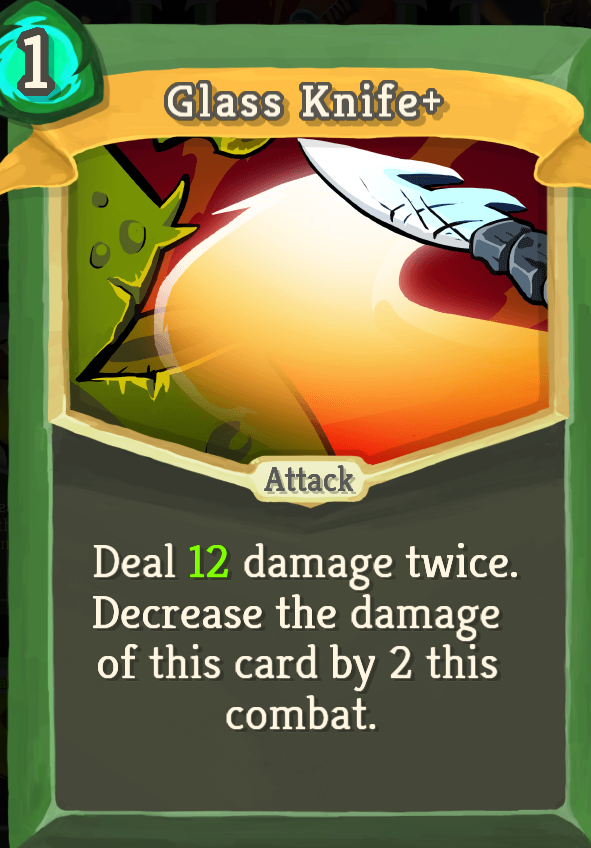 1
Glass Knife+
Attack
Deal 12 damage twice.
Decrease the damage
of this card by 2 this
combat.